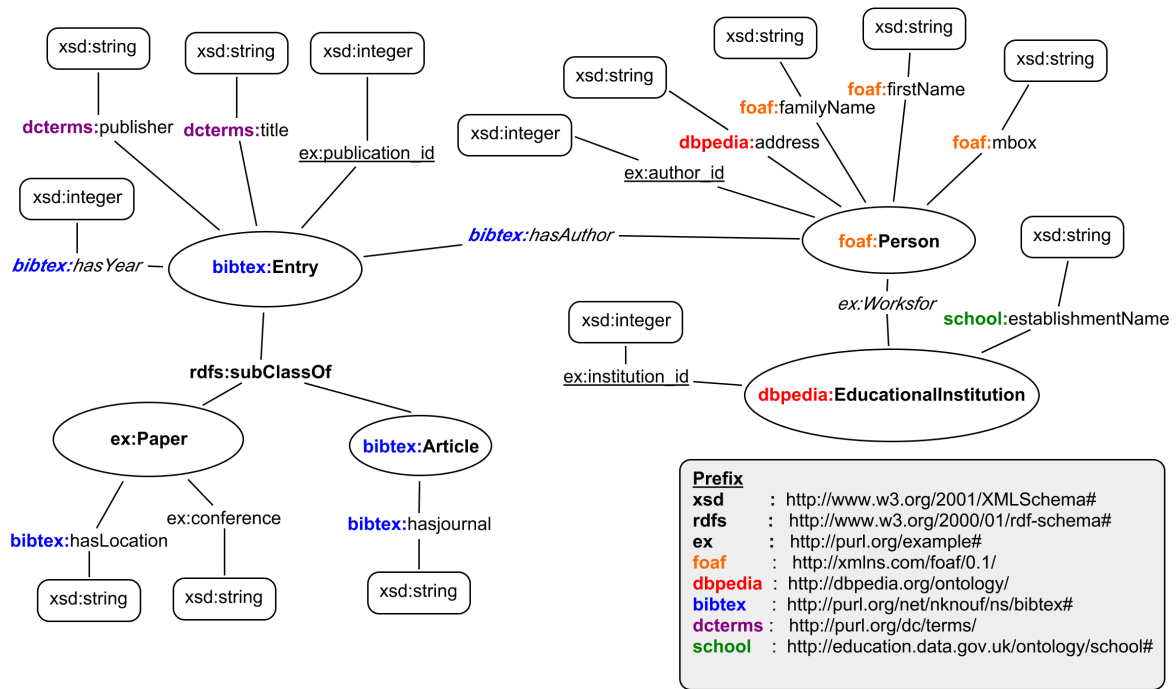 xsd:string
xsd:string
xsd:integer
dcterms:publisher
dcterms:title
ex:publication_id
xsd:integer
bibtex:hasYear
bibtex:Entry
bibtex:hasAuthor
xsd:string
xsd:string
xsd:string
xsd:string
xsd:integer
foaf:familyName
foaf:firstName
dbpedia:address
foaf:mbox
ex:author_id
foaf:Person
xsd:string
ex:Worksfor
school:establishmentName
xsd:integer
ex:institution_id
dbpedia:EducationalInstitution
rdfs:subClassOf
ex:Paper
bibtex:Article
ex:conference
bibtex:hasLocation
bibtex:hasjournal
xsd:string
xsd:string
xsd:string
Prefix
xsd : http://www.w3.org/2001/XMLSchema#
rdfs : http://www.w3.org/2000/01/rdf-schema#
ex : http://purl.org/example#
foaf : http://xmlns.com/foaf/0.1/
dbpedia : http://dbpedia.org/ontology/
bibtex : http://purl.org/net/nknouf/ns/bibtex#
dcterms : http://purl.org/dc/terms/
school : http://education.data.gov.uk/ontology/school#